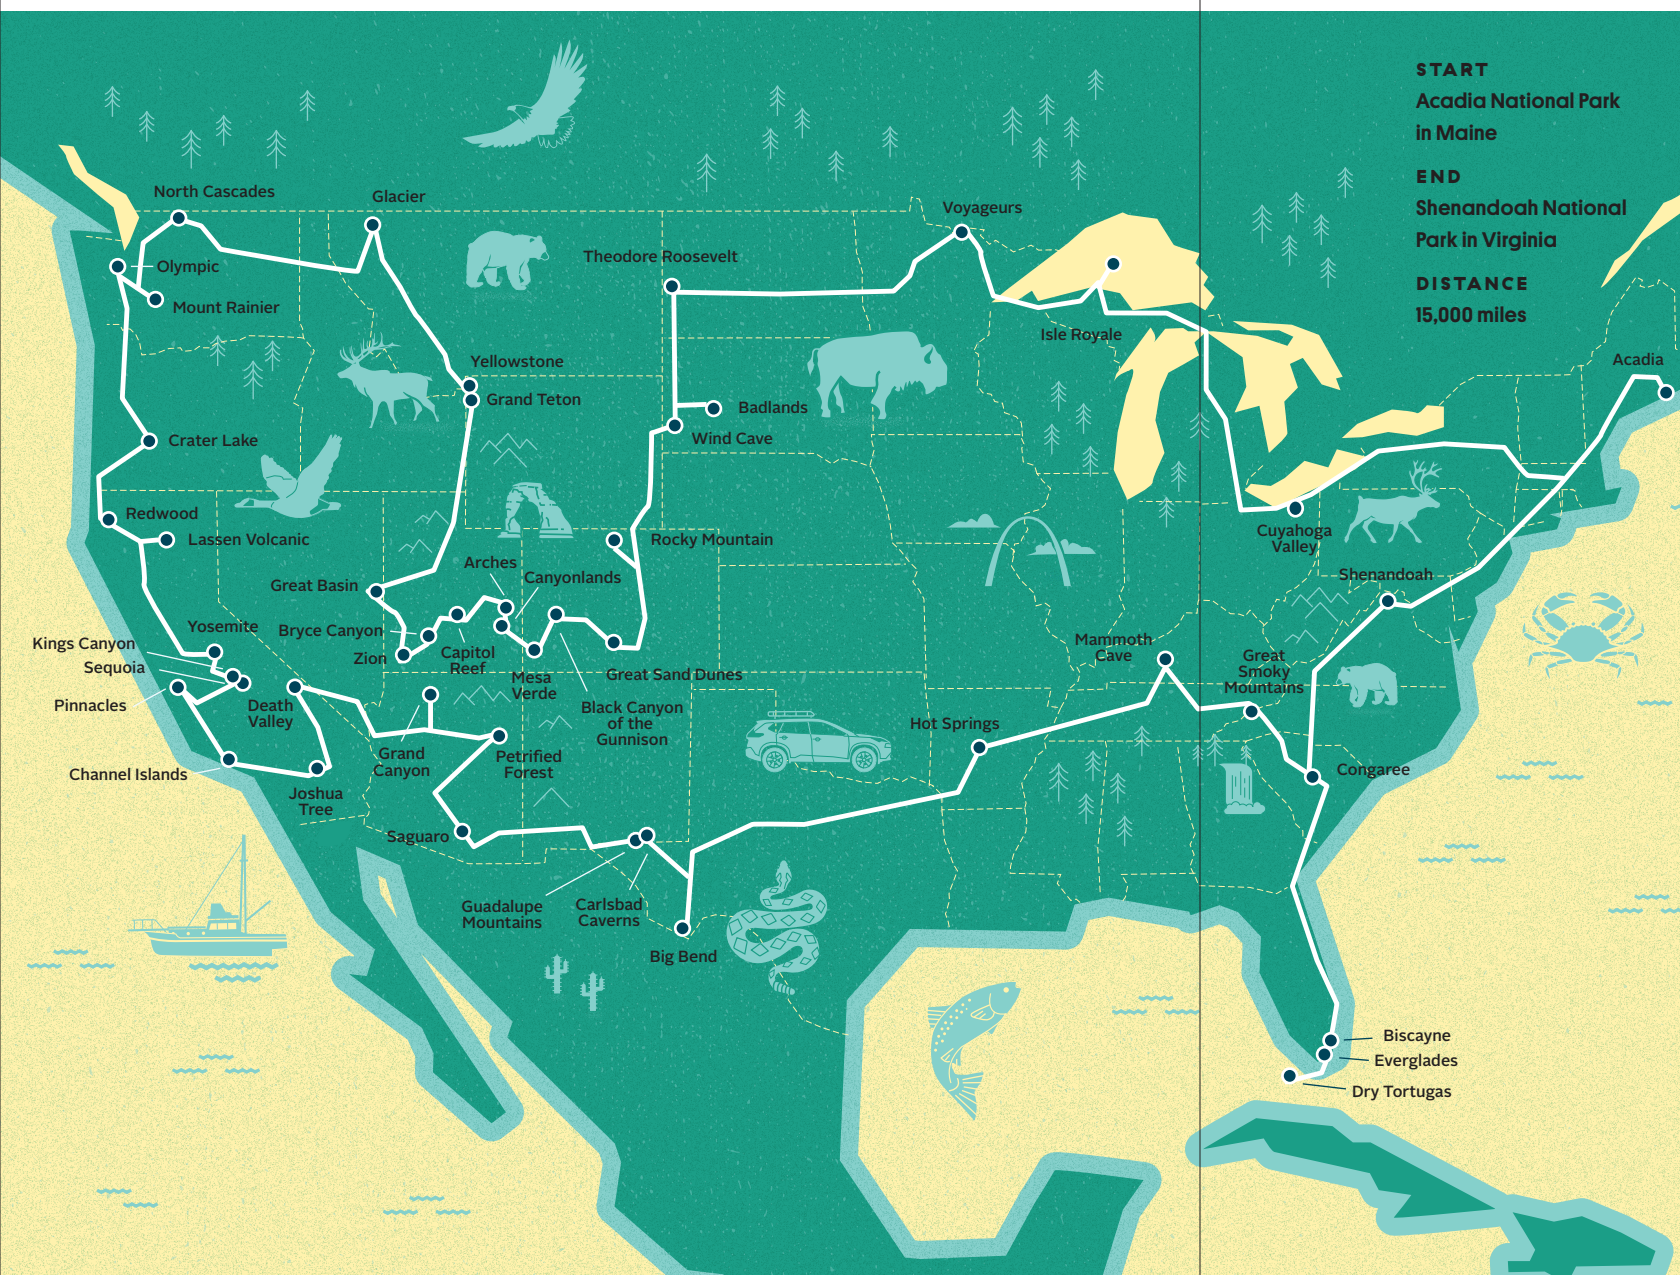 START
Acadia National Park
in Maine
END
Shenandoah National
Park in Virginia
DISTANCE
15,000 miles
North Cascades
Glacier
Voyageurs
Theodore Roosevelt
Olympic
Mount Rainier
Isle Royale
Yellowstone
Acadia
Grand Teton
Badlands
Wind Cave
Crater Lake
Redwood
Lassen Volcanic
Rocky Mountain
Cuyahoga
Valley
Arches
Canyonlands
Shenandoah
Great Basin
Yosemite
Bryce Canyon
Kings Canyon
Zion
Capitol
Reef
Mammoth
Cave
Sequoia
Great
Smoky
Mountains
Great Sand Dunes
Mesa
Verde
Pinnacles
Death
Valley
Black Canyon
of the
Gunnison
Hot Springs
Grand
Canyon
Petrified
Forest
Channel Islands
Congaree
Joshua
Tree
Saguaro
Guadalupe
Mountains
Carlsbad
Caverns
Big Bend
Biscayne
Everglades
Dry Tortugas